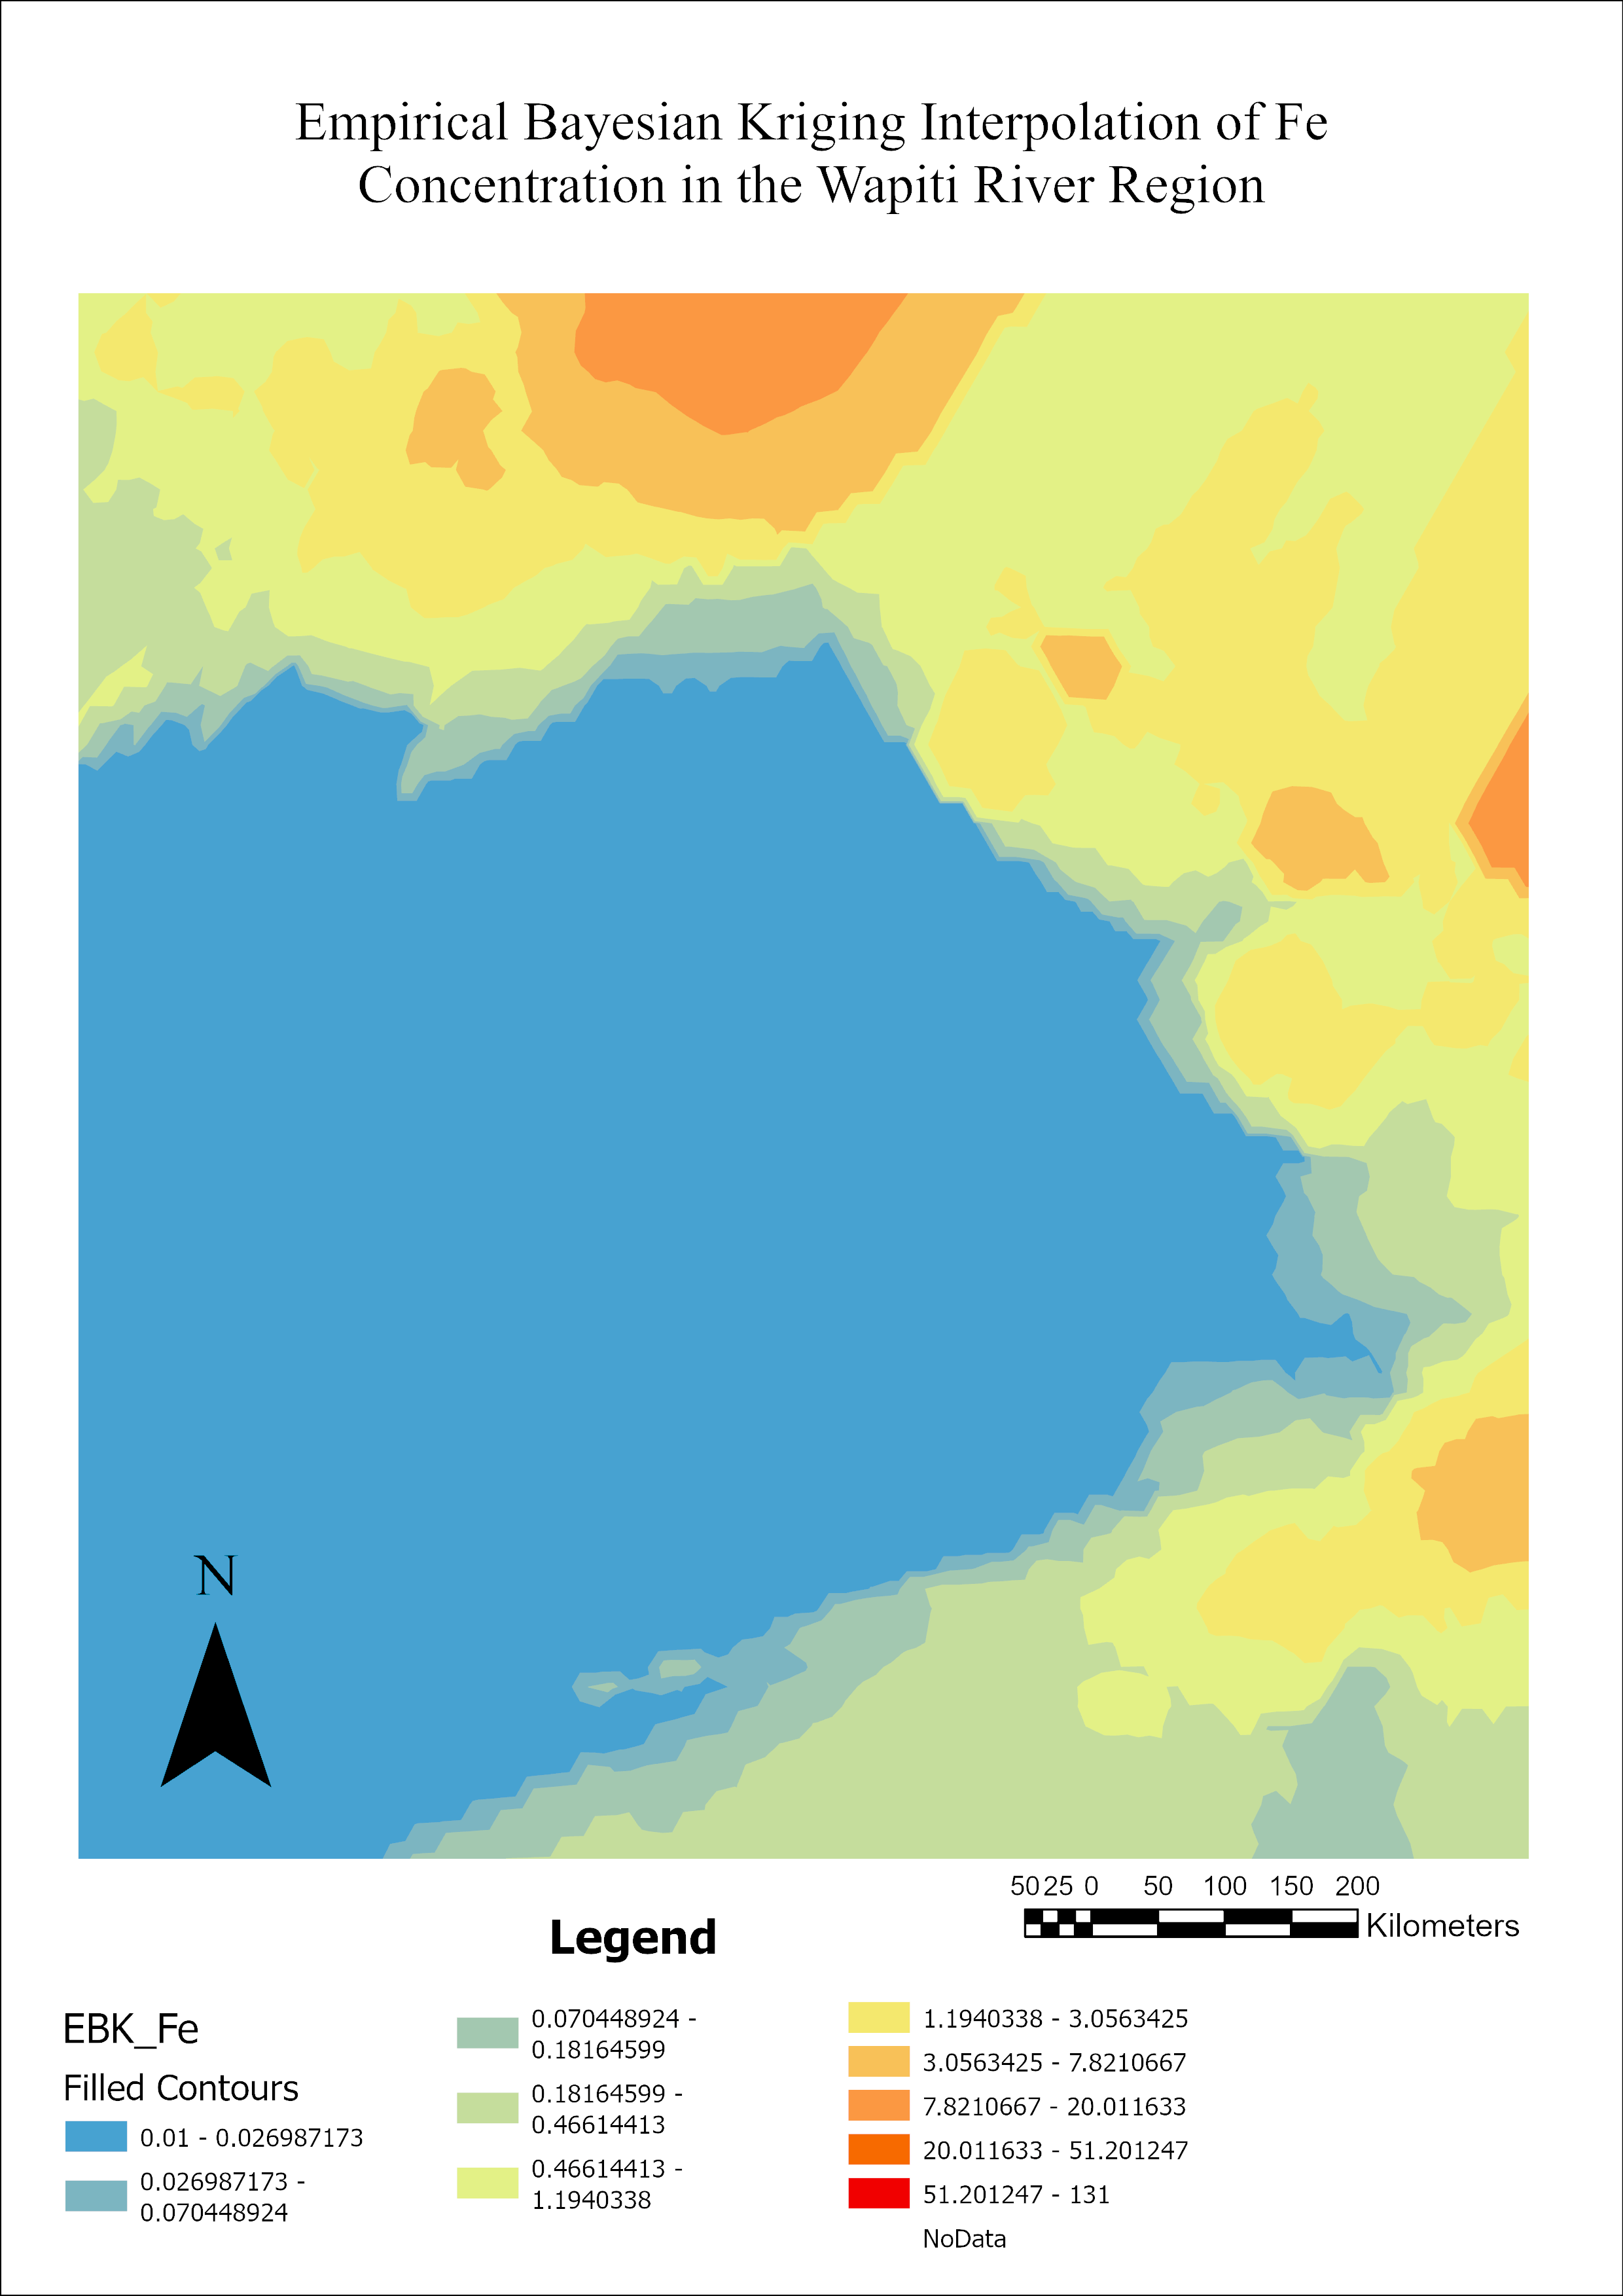 Empirical Bayesian Kriging Interpolation of Fe
Concentration in the Wapiti River Region
N
50 25 0 50 100 150 200
Kilometers
Legend
EBK_Fe
Filled Contours
0.01 - 0.026987173
0.026987173 -
0.070448924
0.070448924 -
0.18164599
0.18164599 -
0.46614413
0.46614413 -
1.1940338
1.1940338 - 3.0563425
3.0563425 - 7.8210667
7.8210667 - 20.011633
20.011633 - 51.201247
51.201247 - 131
NoData